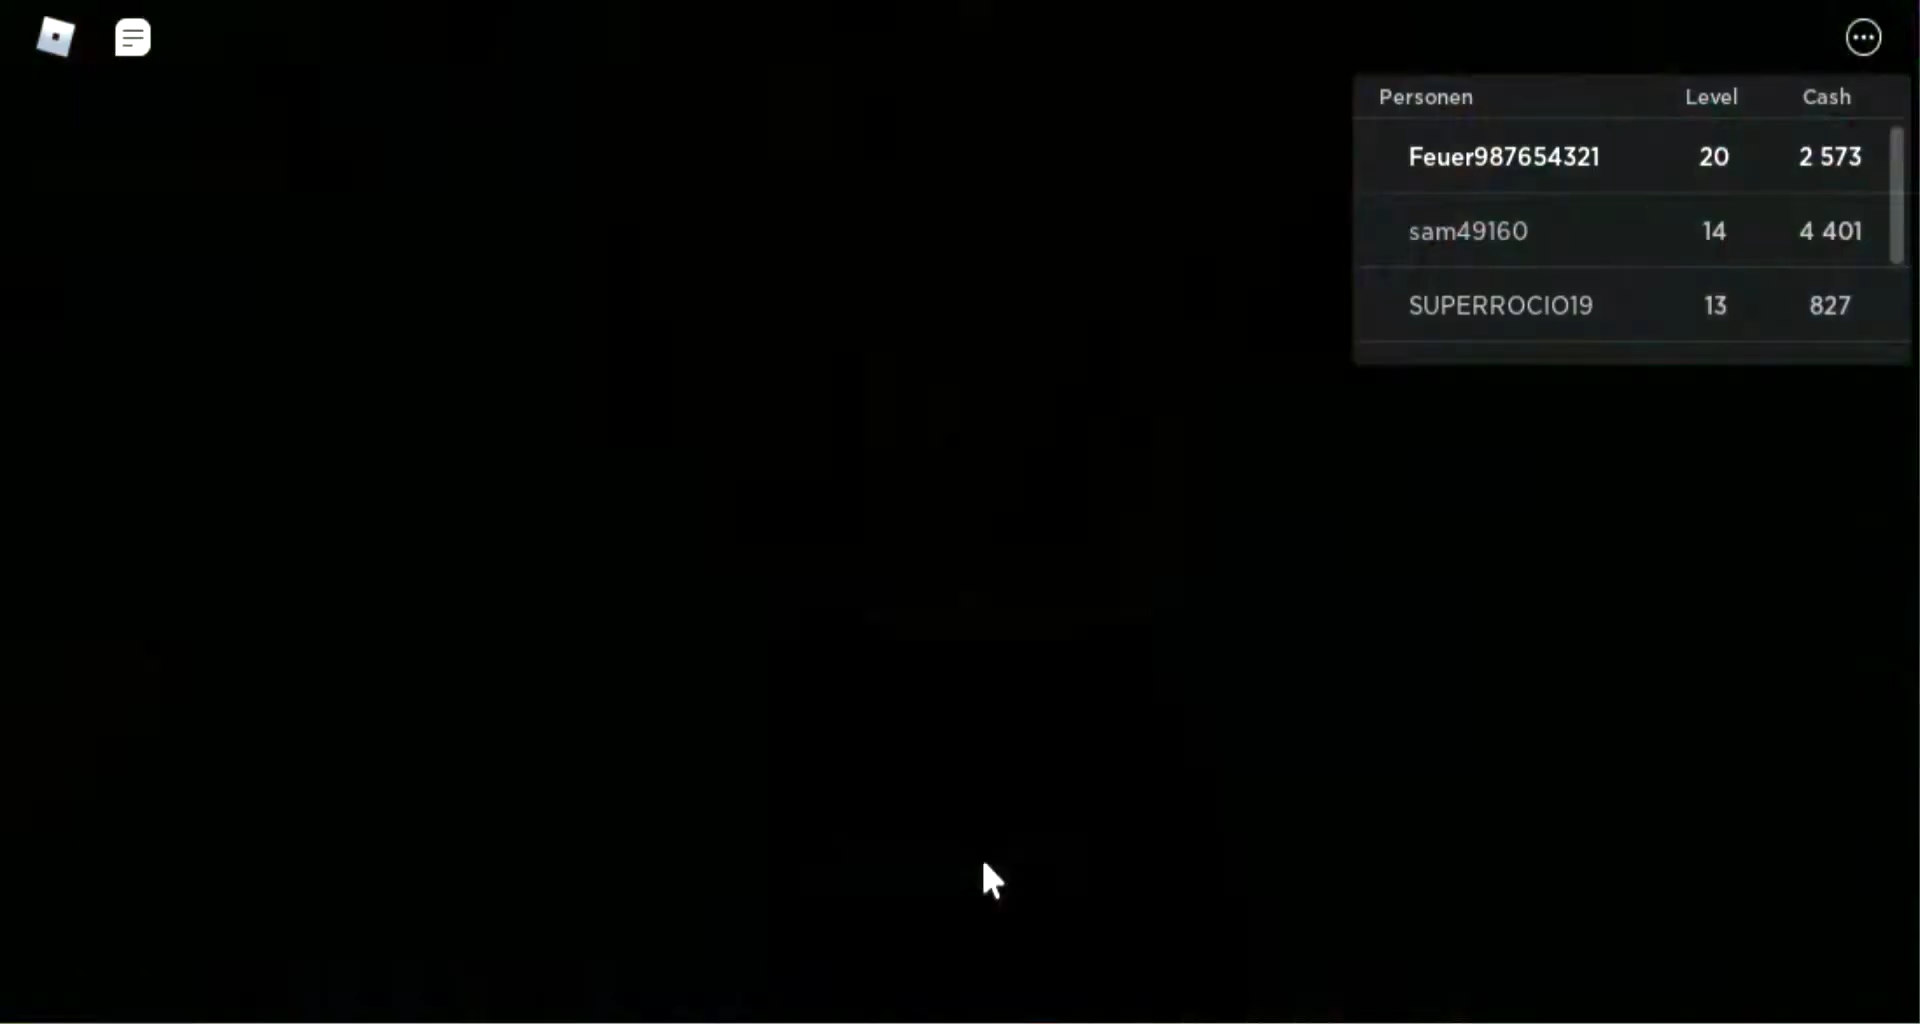 Personen Level Cash
Feuer987654321 20 2 573
sam49160 14 4 401
SUPERROCIO19 13 827